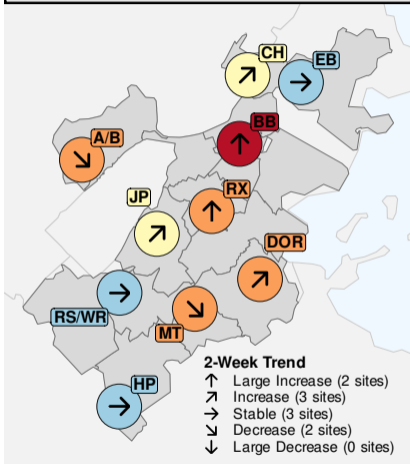 CH
EB
BB
A/B
RX
JP
DOR
RS/WR
MT
HP
2-Week Trend
↑ Large Increase (2 sites)
↗ Increase (3 sites)
→ Stable (3 sites)
↘ Decrease (2 sites)
↓ Large Decrease (0 sites)